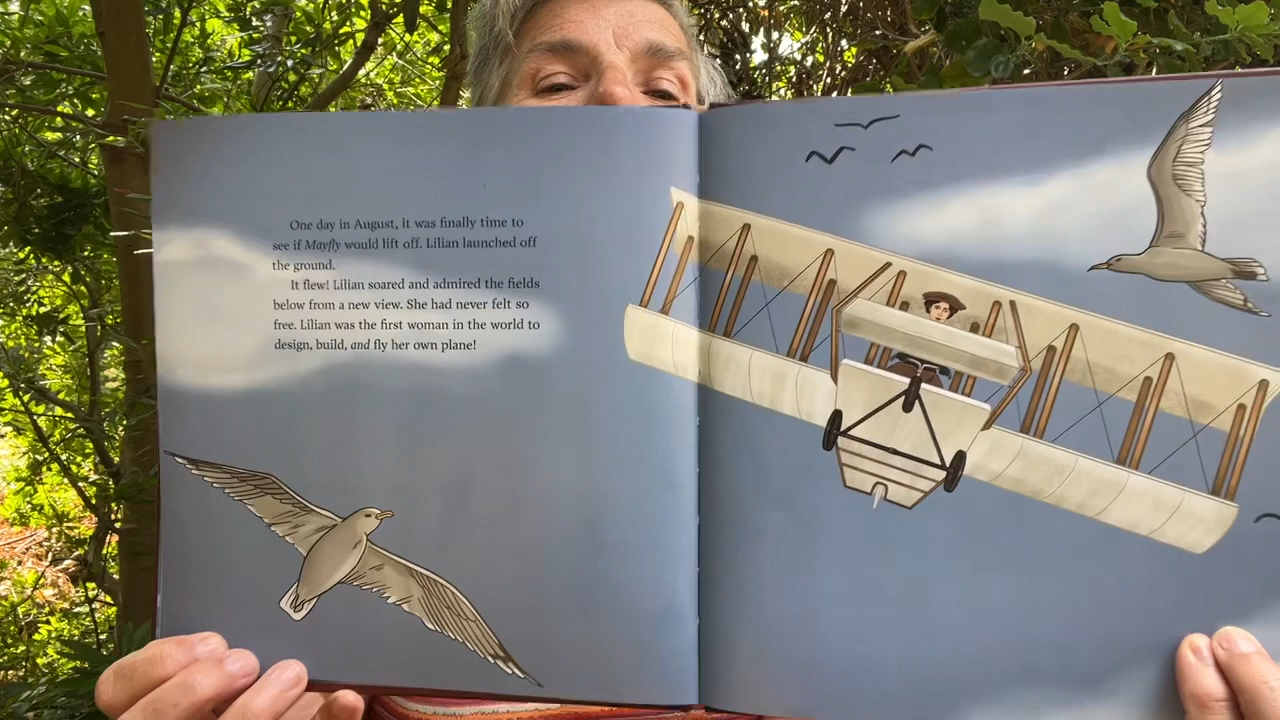 One day in August, it was finally time to
see if Mayfly would lift off. Lilian launched off
the ground.
It flew! Lilian soared and admired the fields
below from a new view. She had never felt so
free. Lilian was the first woman in the world to
design, build, and fly her own plane!